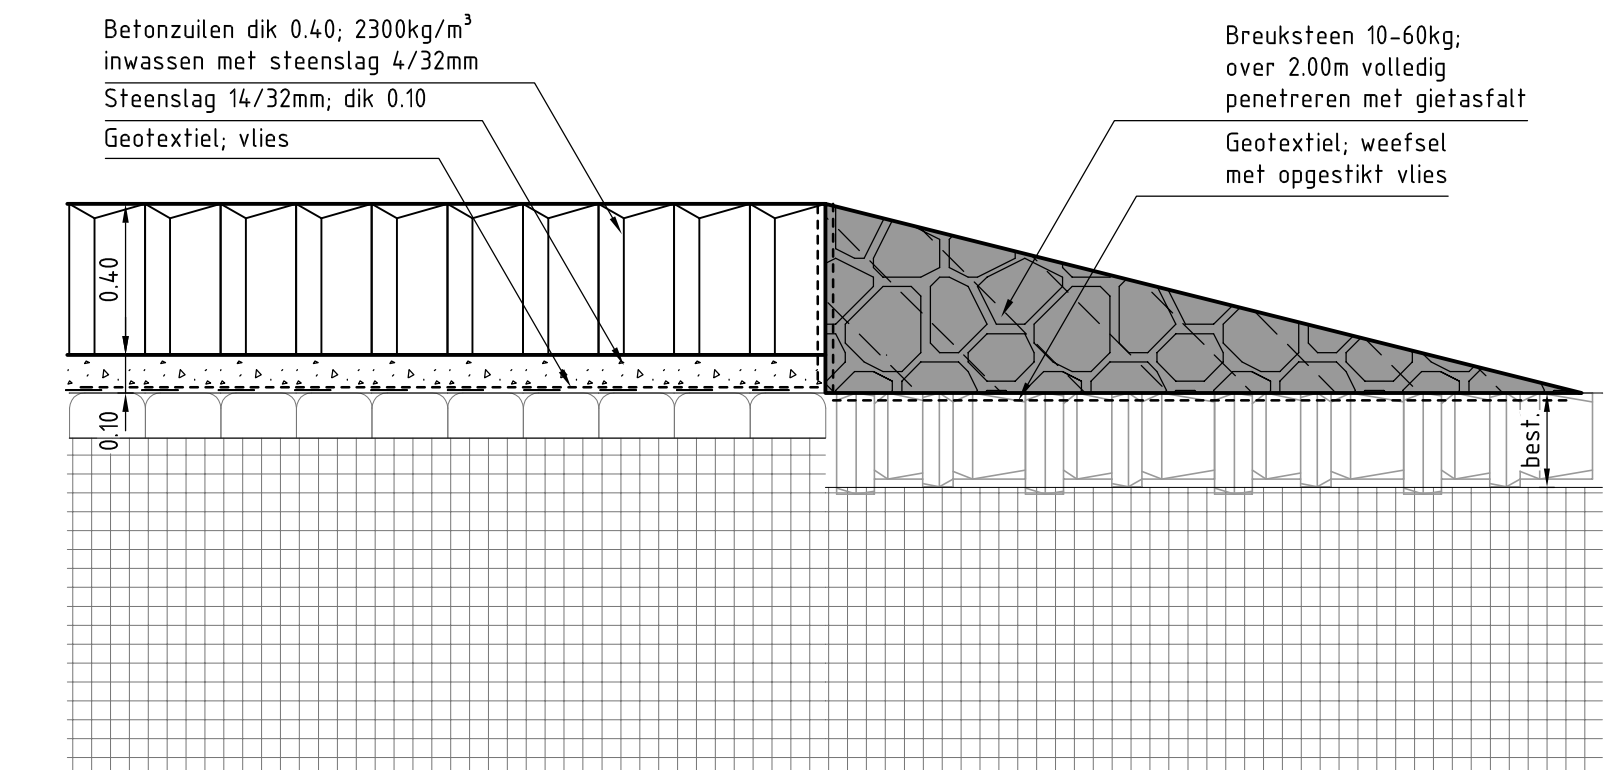 Betonzuilen dik 0.40; 2300kg/m³
inwassen met steenslag 4/32mm
Steenslag 14/32mm; dik 0.10
Geotextiel; vlies
Breuksteen 10-60kg;
over 2.00m volledig
penetreren met gietasfalt
Geotextiel; weefsel
met opgestikt vlies
0.40
0.10
best.